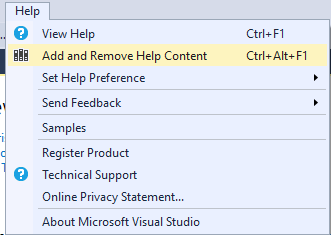 Help
View Help Ctrl+F1
Add and Remove Help Content Ctrl+Alt+F1
Set Help Preference
Send Feedback
Samples
Register Product
Technical Support
Online Privacy Statement...
About Microsoft Visual Studio